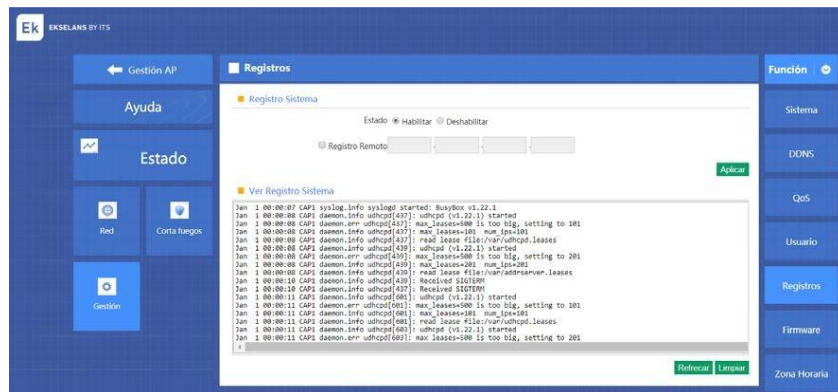 Ek EKSELANS BY ITS
Gestión AP
Ayuda
Estado
Red
Corta fuegos
Gestión
Registros
Registro Sistema
Estado Habilitar Deshabilitar
Registro Remoto
Aplicar
Ver Registro Sistema
Jan 1 00:00:07 CAP1 syslog.info syslogd started: BusyBox v1.22.1
Jan 1 00:00:08 CAP1 daemon.info udhcpd[437]: udhcpd (v1.22.1) started
Jan 1 00:00:08 CAP1 daemon.err udhcpd[437]: max_leases=500 is too big, setting to 101
Jan 1 00:00:08 CAP1 daemon.info udhcpd[437]: max_leases=101 num_ips=101
Jan 1 00:00:08 CAP1 daemon.info udhcpd[437]: read lease file:/var/udhcpd.leases
Jan 1 00:00:08 CAP1 daemon.info udhcpd[439]: udhcpd (v1.22.1) started
Jan 1 00:00:08 CAP1 daemon.err udhcpd[439]: max_leases=500 is too big, setting to 201
Jan 1 00:00:08 CAP1 daemon.info udhcpd[439]: max_leases=201 num_ips=201
Jan 1 00:00:08 CAP1 daemon.info udhcpd[439]: read lease file:/var/addrserver.leases
Jan 1 00:00:10 CAP1 daemon.info udhcpd[439]: Received SIGTERM
Jan 1 00:00:10 CAP1 daemon.info udhcpd[437]: Received SIGTERM
Jan 1 00:00:11 CAP1 daemon.info udhcpd[601]: udhcpd (v1.22.1) started
Jan 1 00:00:11 CAP1 daemon.err udhcpd[601]: max_leases=500 is too big, setting to 101
Jan 1 00:00:11 CAP1 daemon.info udhcpd[601]: max_leases=101 num_ips=101
Jan 1 00:00:11 CAP1 daemon.info udhcpd[601]: read lease file:/var/udhcpd.leases
Jan 1 00:00:11 CAP1 daemon.info udhcpd[603]: udhcpd (v1.22.1) started
Jan 1 00:00:11 CAP1 daemon.err udhcpd[603]: max_leases=500 is too big, setting to 201
Refrecar Limpiar
Función
Sistema
DDNS
QoS
Usuario
Registros
Firmware
Zona Horaria